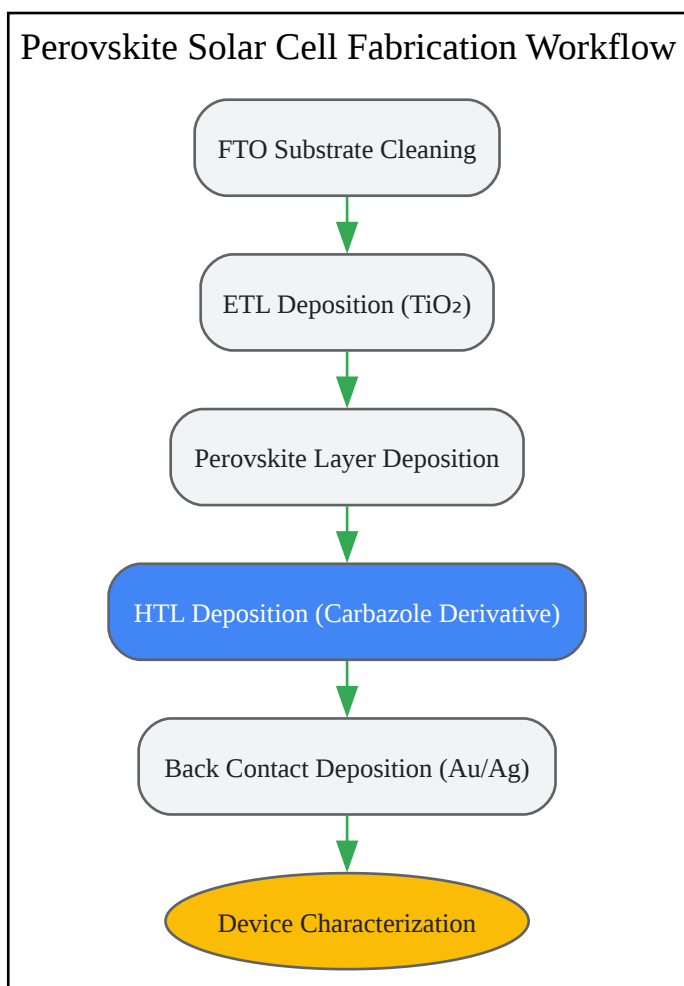 Perovskite Solar Cell Fabrication Workflow
FTO Substrate Cleaning
ETL Deposition (TiO₂)
Perovskite Layer Deposition
HTL Deposition (Carbazole Derivative)
Back Contact Deposition (Au/Ag)
Device Characterization